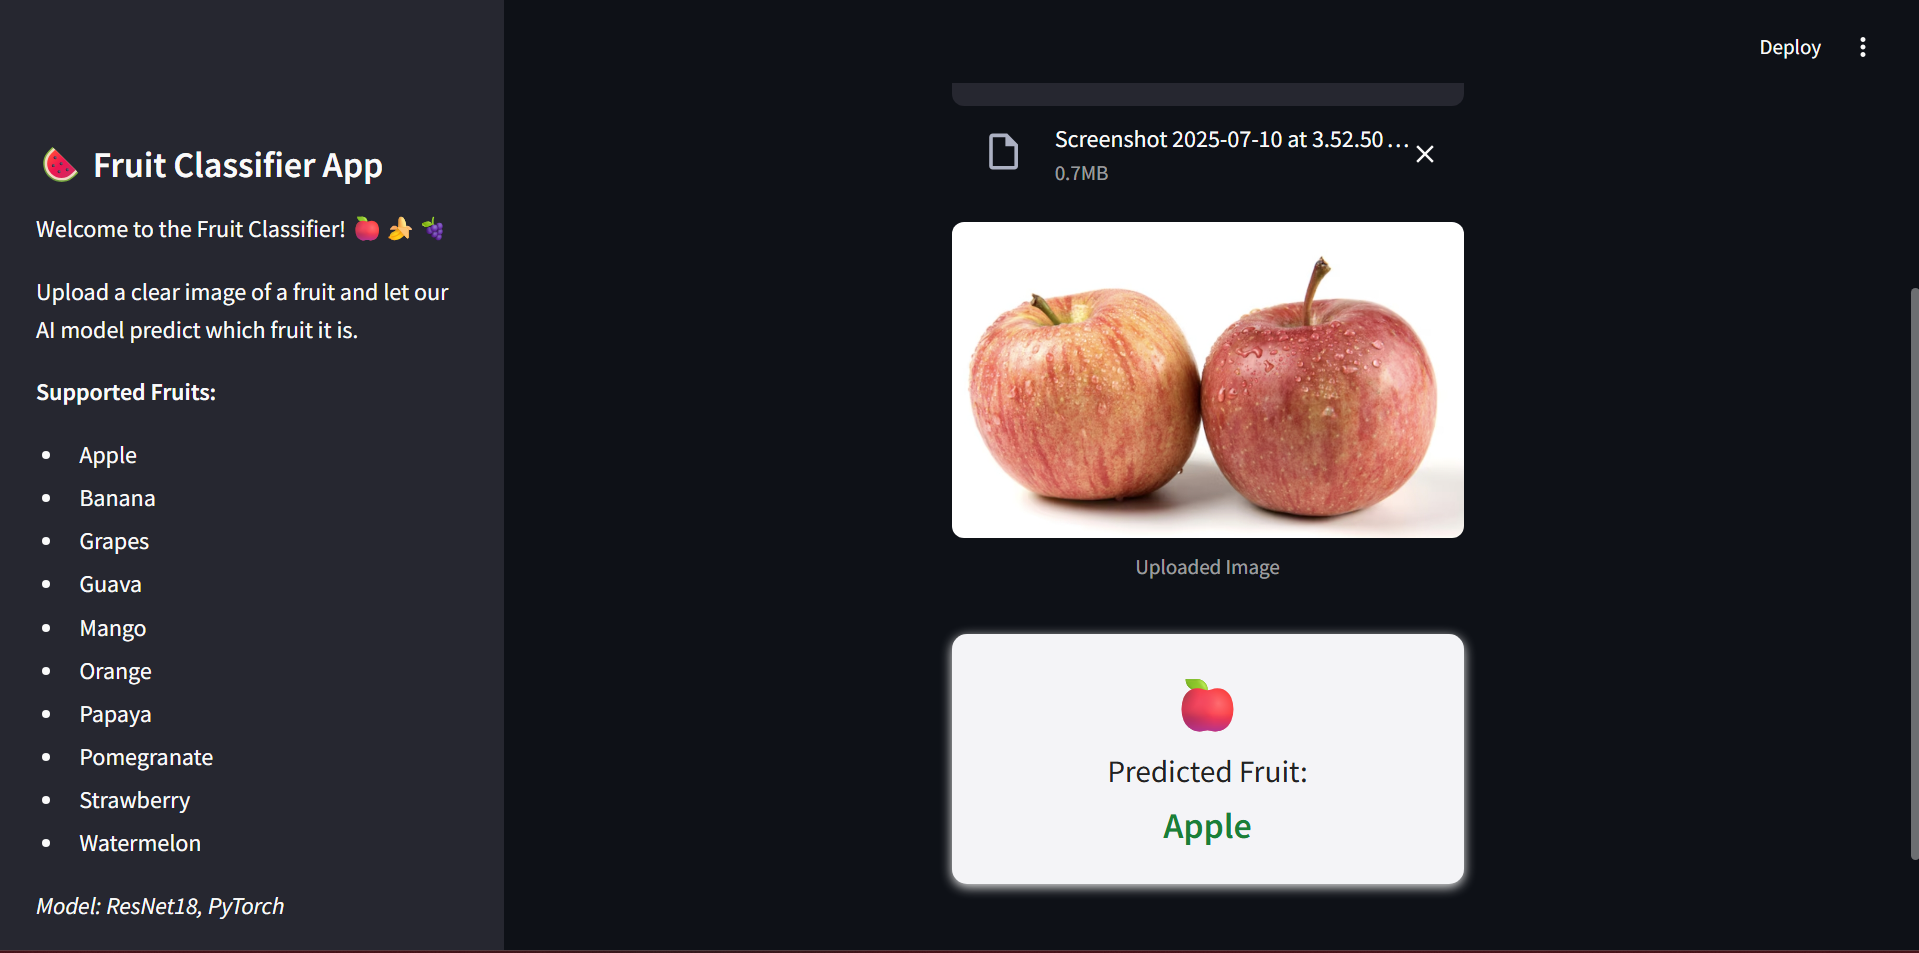 Deploy
Fruit Classifier App
Welcome to the Fruit Classifier!
Upload a clear image of a fruit and let our
AI model predict which fruit it is.
Supported Fruits:
Apple
Banana
Grapes
Guava
Mango
Orange
Papaya
Pomegranate
Strawberry
Watermelon
Model: ResNet18, PyTorch
Screenshot 2025-07-10 at 3.52.50 ...
0.7MB
Uploaded Image
Predicted Fruit:
Apple